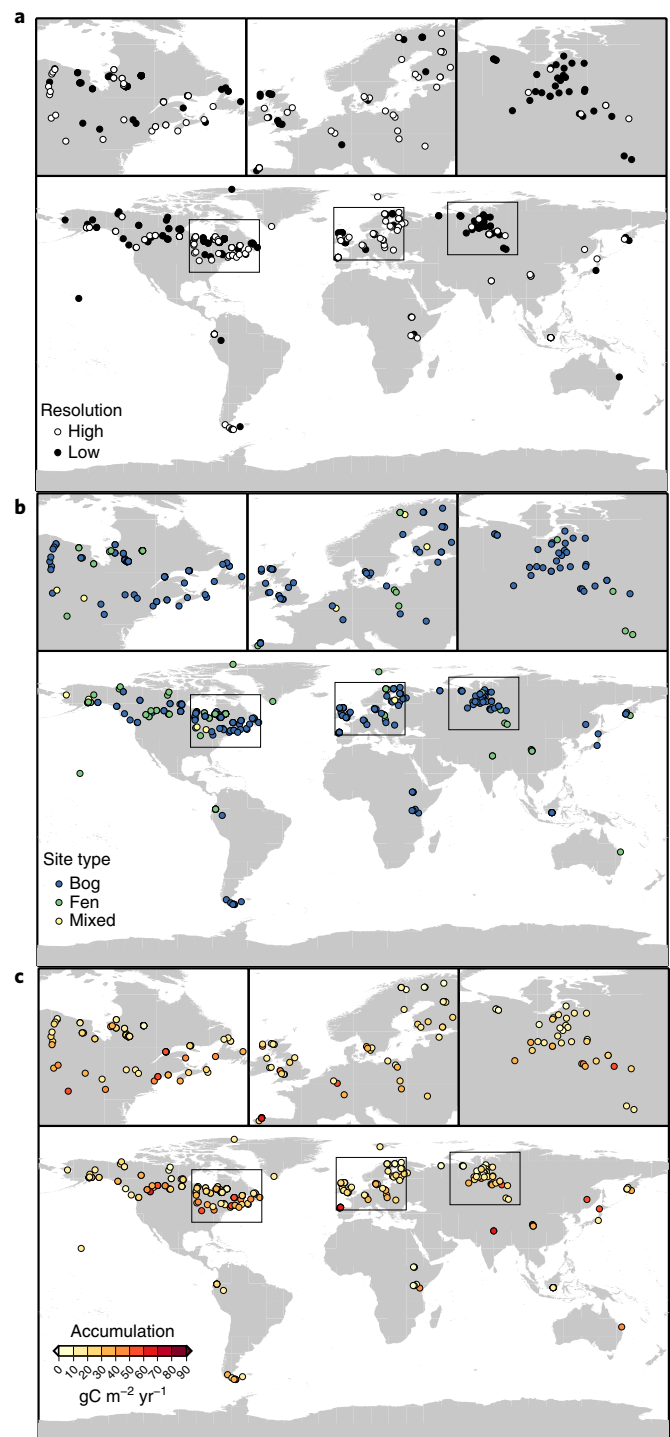 a
Resolution
High
Low
b
Site type
Bog
Fen
Mixed
c
Accumulation
0 10 20 30 40 50 60 70 80 90
gC m⁻² yr⁻¹